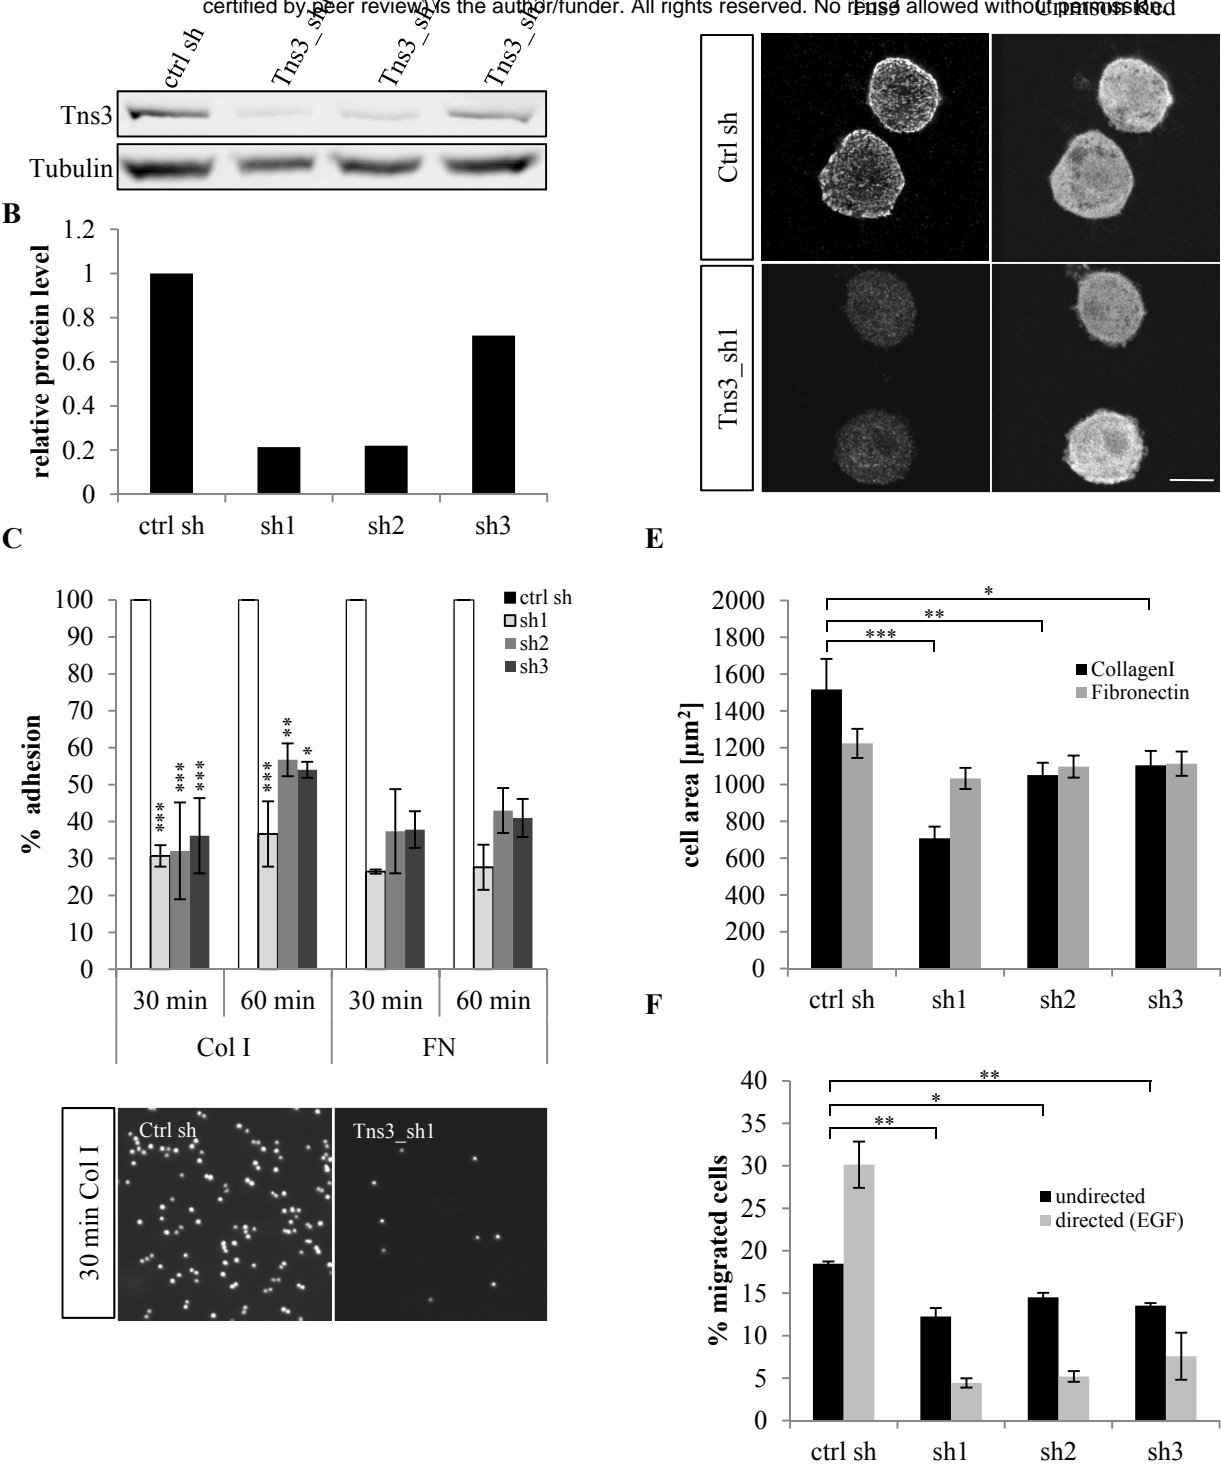 certified by peer review) is the author/funder. All rights reserved. No reuse allowed without permission.
ctrl sh
Tns3_sh
Tns3_sh
Tns3_sh
Tns3
Tubulin
B
relative protein level
1.2
1
0.8
0.6
0.4
0.2
0
ctrl sh sh1 sh2 sh3
Tns3 Crimson Red
Ctrl sh
Tns3_sh1
C
% adhesion
100
90
80
70
60
50
40
30
20
10
0
ctrl sh
sh1
sh2
sh3
*** *** *** *** ** *
30 min 60 min 30 min 60 min
Col I FN
30 min Col I
Ctrl sh Tns3_sh1
E
cell area [µm²]
2000
1800
1600
1400
1200
1000
800
600
400
200
0
*
**
***
CollagenI
Fibronectin
ctrl sh sh1 sh2 sh3
F
% migrated cells
40
35
30
25
20
15
10
5
0
**
*
**
undirected
directed (EGF)
ctrl sh sh1 sh2 sh3